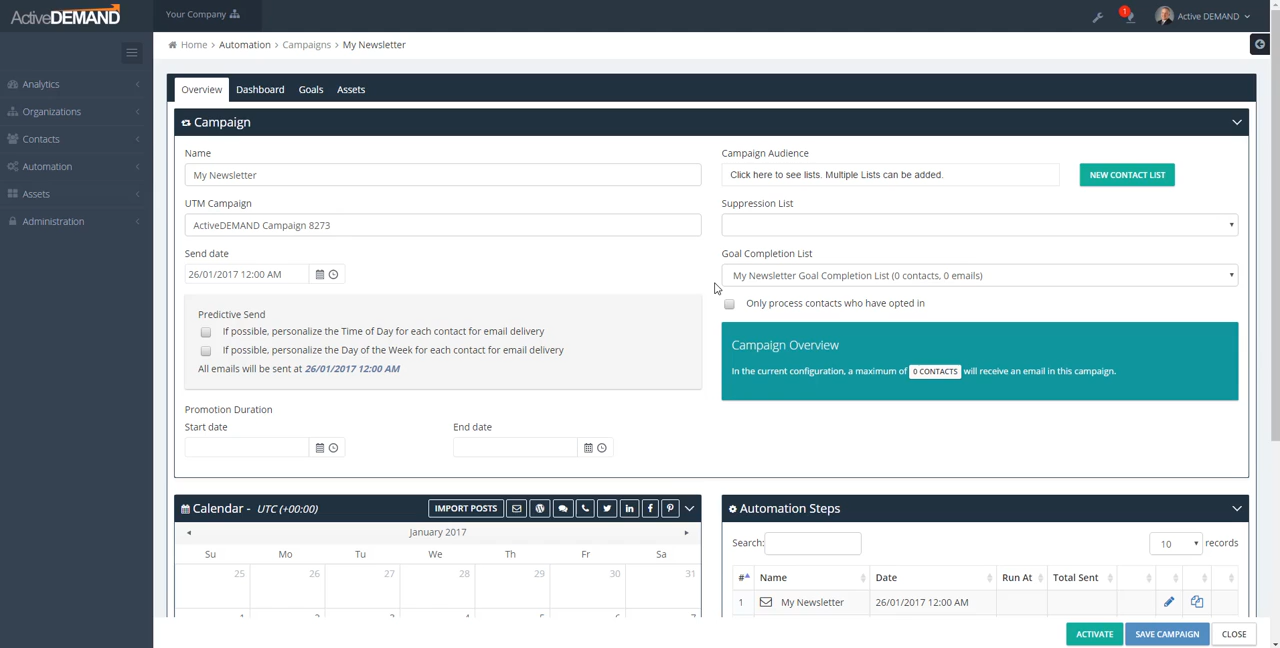 ActiveDEMAND
Your Company
1
Active DEMAND
Home > Automation > Campaigns > My Newsletter
Analytics
Organizations
Contacts
Automation
Assets
Administration
Overview Dashboard Goals Assets
Campaign
Name
My Newsletter
UTM Campaign
ActiveDEMAND Campaign 8273
Send date
26/01/2017 12:00 AM
Predictive Send
If possible, personalize the Time of Day for each contact for email delivery
If possible, personalize the Day of the Week for each contact for email delivery
All emails will be sent at 26/01/2017 12:00 AM
Promotion Duration
Start date End date
Campaign Audience
Click here to see lists. Multiple Lists can be added. NEW CONTACT LIST
Suppression List
Goal Completion List
My Newsletter Goal Completion List (0 contacts, 0 emails)
Only process contacts who have opted in
Campaign Overview
In the current configuration, a maximum of 0 CONTACTS will receive an email in this campaign.
Calendar - UTC (+00:00) IMPORT POSTS
January 2017
Su Mo Tu We Th Fr Sa
25 26 27 28 29 30 31
Automation Steps
Search: 10 records
# Name Date Run At Total Sent
1 My Newsletter 26/01/2017 12:00 AM
ACTIVATE SAVE CAMPAIGN CLOSE